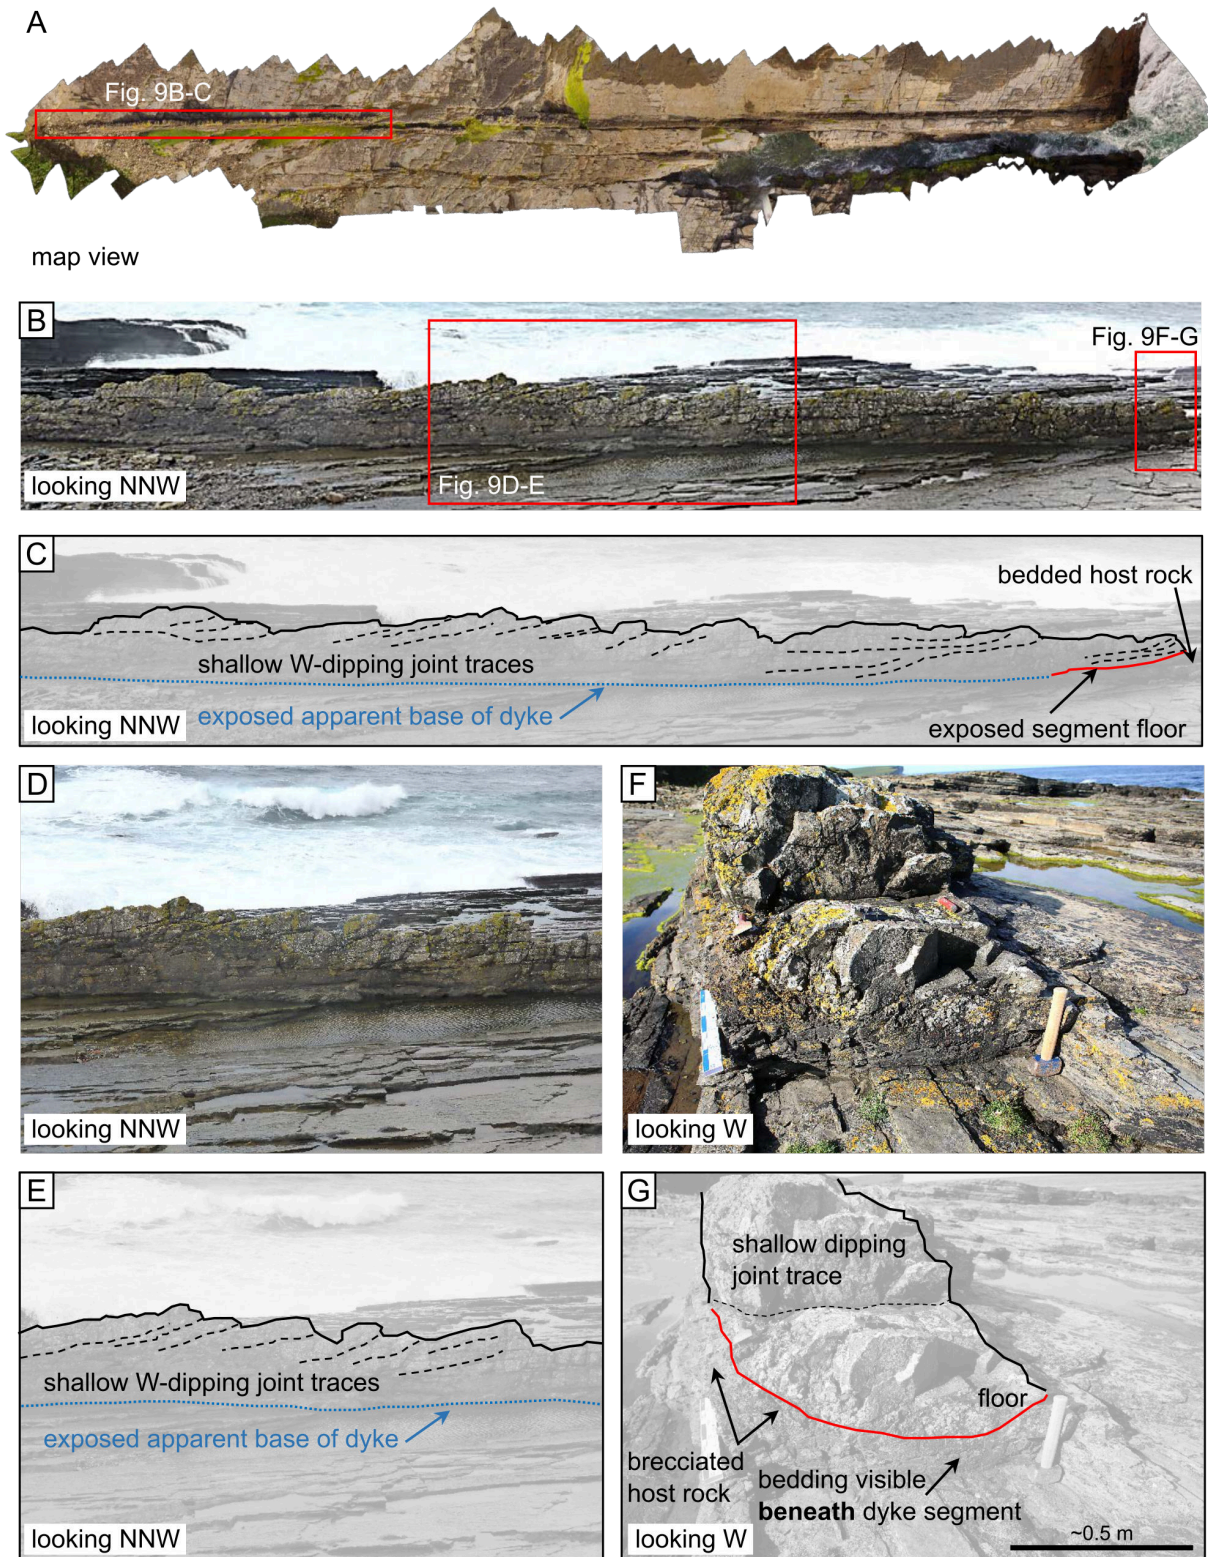 A
Fig. 9B-C
map view
B
Fig. 9F-G
Fig. 9D-E
looking NNW
C
bedded host rock
shallow W-dipping joint traces
exposed apparent base of dyke
exposed segment floor
looking NNW
D
looking NNW
F
looking W
E
shallow W-dipping joint traces
exposed apparent base of dyke
looking NNW
G
shallow dipping
joint trace
floor
brecciated
host rock
bedding visible
beneath dyke segment
looking W
~0.5 m